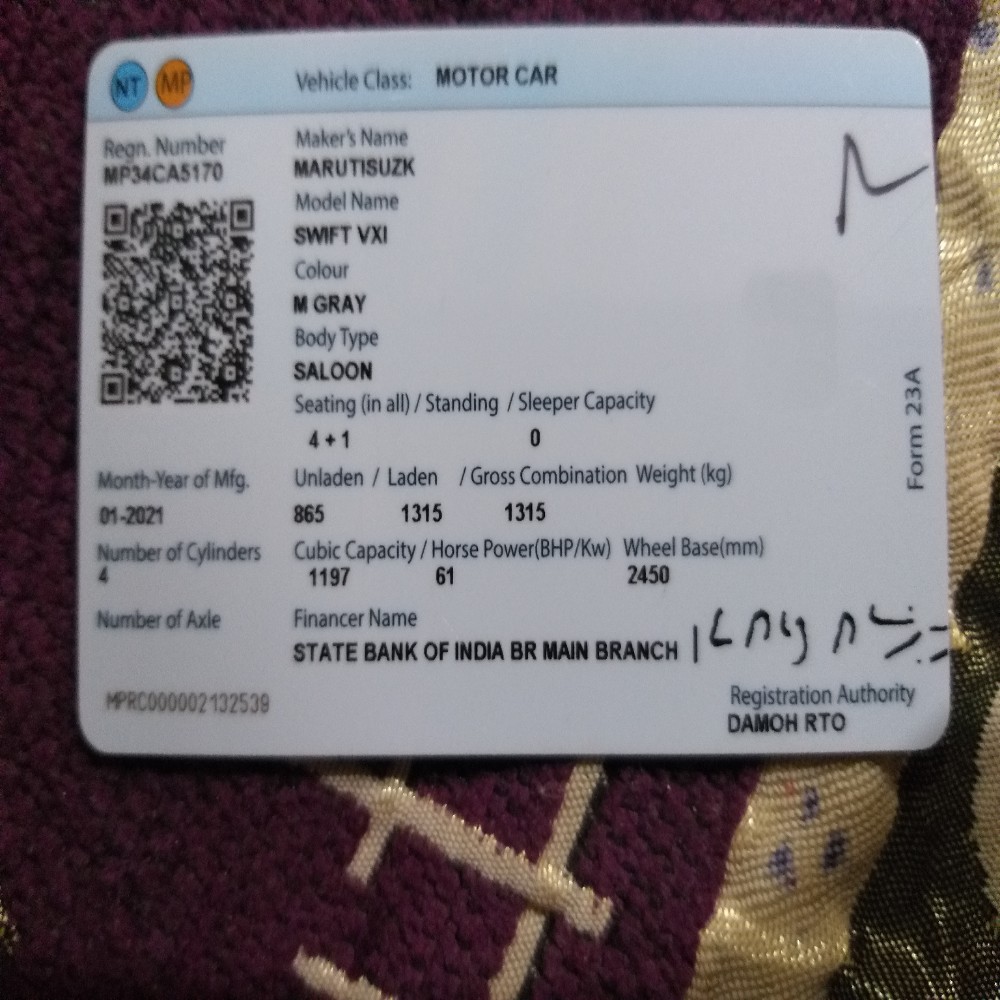 NT MP Vehicle Class: MOTOR CAR
Regn. Number
MP34CA5170
Maker's Name
MARUTISUZK
Model Name
SWIFT VXI
Colour
M GRAY
Body Type
SALOON
Seating (in all) / Standing / Sleeper Capacity
4 + 1 0
Month-Year of Mfg. Unladen / Laden / Gross Combination Weight (kg)
01-2021 865 1315 1315
Number of Cylinders Cubic Capacity / Horse Power(BHP/Kw) Wheel Base(mm)
4 1197 61 2450
Number of Axle Financer Name
STATE BANK OF INDIA BR MAIN BRANCH
MPRC000002132539
Registration Authority
DAMOH RTO
Form 23A